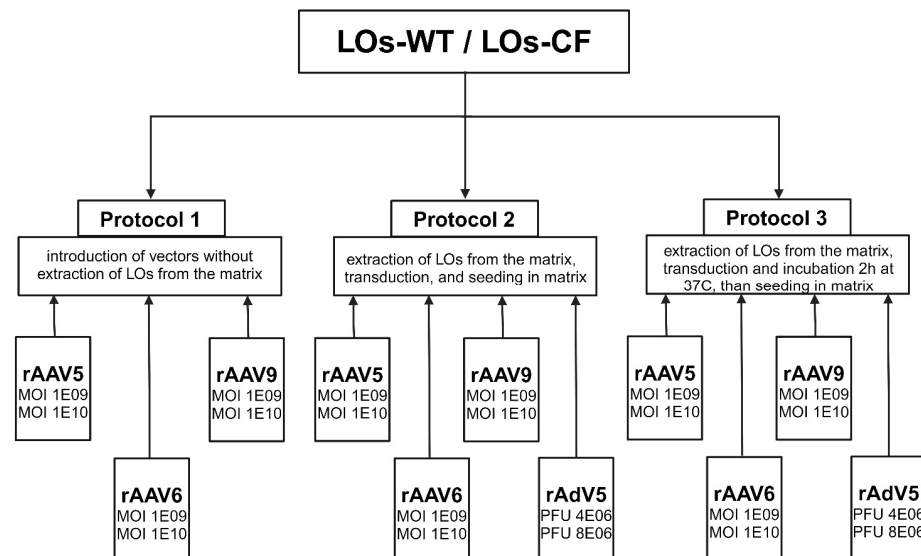 LOs-WT / LOs-CF
Protocol 1
introduction of vectors without
extraction of LOs from the matrix
Protocol 2
extraction of LOs from the matrix,
transduction, and seeding in matrix
Protocol 3
extraction of LOs from the matrix,
transduction and incubation 2h at
37C, than seeding in matrix
rAAV5
MOI 1E09
MOI 1E10
rAAV9
MOI 1E09
MOI 1E10
rAAV6
MOI 1E09
MOI 1E10
rAAV5
MOI 1E09
MOI 1E10
rAAV9
MOI 1E09
MOI 1E10
rAAV6
MOI 1E09
MOI 1E10
rAdV5
PFU 4E06
PFU 8E06
rAAV5
MOI 1E09
MOI 1E10
rAAV9
MOI 1E09
MOI 1E10
rAAV6
MOI 1E09
MOI 1E10
rAdV5
PFU 4E06
PFU 8E06